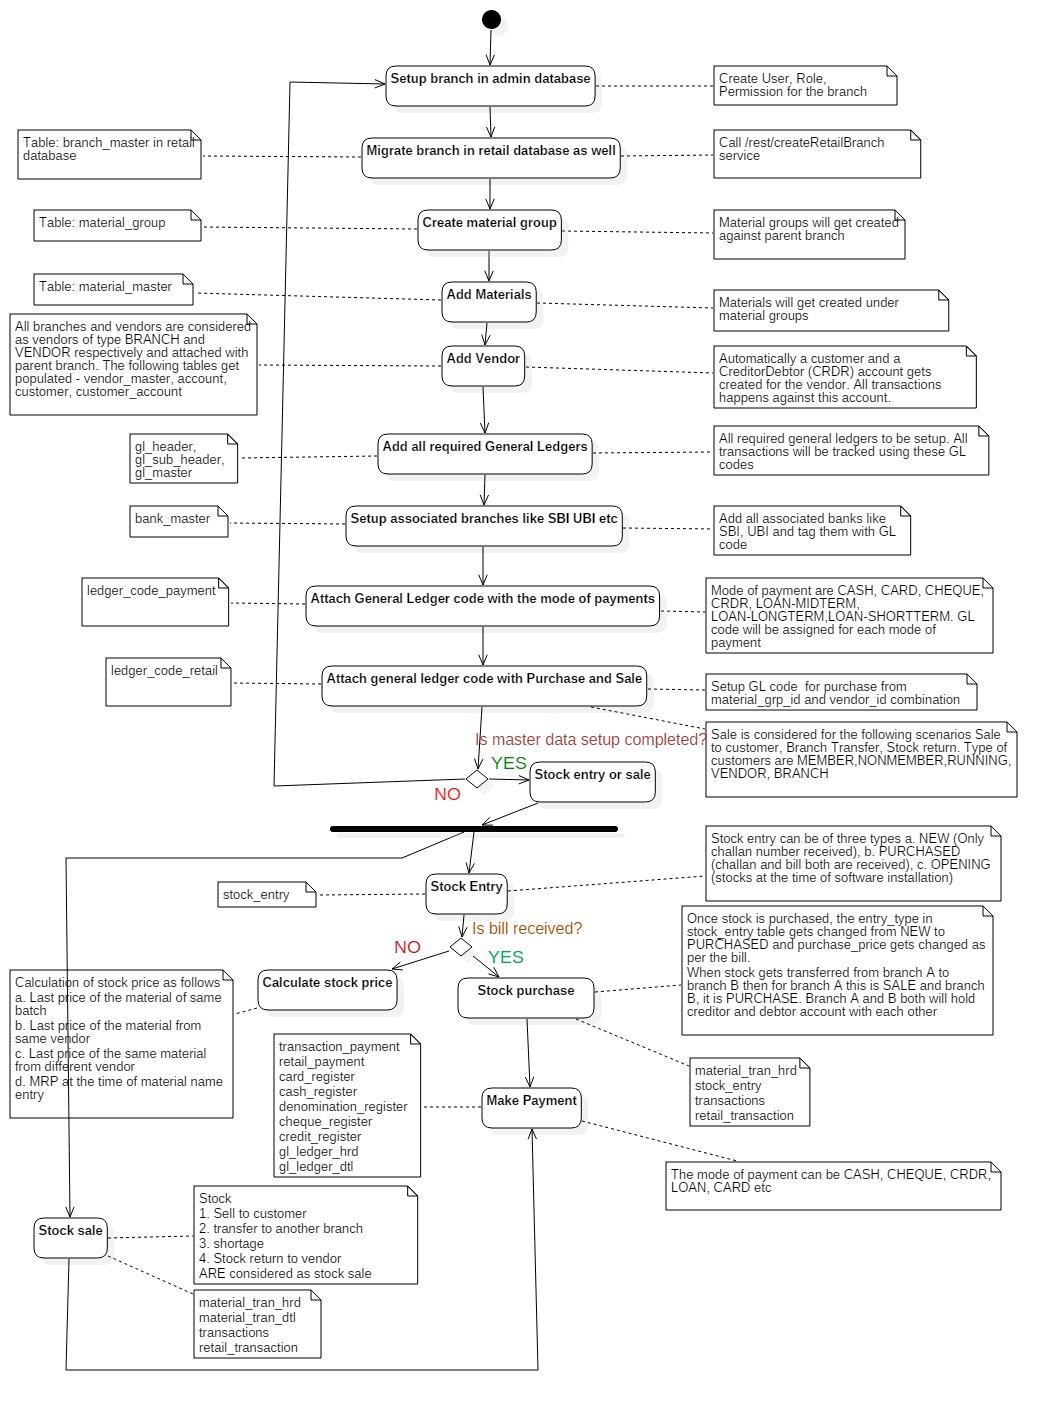 Setup branch in admin database
Create User, Role,
Permission for the branch
Table: branch_master in retail
database
Migrate branch in retail database as well
Call /rest/createRetailBranch
service
Table: material_group
Create material group
Material groups will get created
against parent branch
Table: material_master
Add Materials
Materials will get created under
material groups
All branches and vendors are considered
as vendors of type BRANCH and
VENDOR respectively and attached with
parent branch. The following tables get
populated - vendor_master, account,
customer, customer_account
Add Vendor
Automatically a customer and a
CreditorDebtor (CRDR) account gets
created for the vendor. All transactions
happens against this account.
gl_header,
gl_sub_header,
gl_master
Add all required General Ledgers
All required general ledgers to be setup. All
transactions will be tracked using these GL
codes
bank_master
Setup associated branches like SBI UBI etc
Add all associated banks like
SBI, UBI and tag them with GL
code
ledger_code_payment
Attach General Ledger code with the mode of payments
Mode of payment are CASH, CARD, CHEQUE,
CRDR, LOAN-MIDTERM,
LOAN-LONGTERM,LOAN-SHORTTERM. GL
code will be assigned for each mode of
payment
ledger_code_retail
Attach general ledger code with Purchase and Sale
Setup GL code  for purchase from
material_grp_id and vendor_id combination
Is master data setup completed?
Sale is considered for the following scenarios Sale
to customer, Branch Transfer, Stock return. Type of
customers are MEMBER,NONMEMBER,RUNNING,
VENDOR, BRANCH
YES
NO
Stock entry or sale
Stock entry can be of three types a. NEW (Only
challan number received), b. PURCHASED
(challan and bill both are received), c. OPENING
(stocks at the time of software installation)
stock_entry
Stock Entry
Is bill received?
NO
YES
Once stock is purchased, the entry_type in
stock_entry table gets changed from NEW to
PURCHASED and purchase_price gets changed as
per the bill.
When stock gets transferred from branch A to
branch B then for branch A this is SALE and branch
B, it is PURCHASE. Branch A and B both will hold
creditor and debtor account with each other
Calculation of stock price as follows
a. Last price of the material of same
batch
b. Last price of the material from
same vendor
c. Last price of the same material
from different vendor
d. MRP at the time of material name
entry
Calculate stock price
Stock purchase
transaction_payment
retail_payment
card_register
cash_register
denomination_register
cheque_register
credit_register
gl_ledger_hrd
gl_ledger_dtl
Make Payment
material_tran_hrd
stock_entry
transactions
retail_transaction
The mode of payment can be CASH, CHEQUE, CRDR,
LOAN, CARD etc
Stock sale
Stock
1. Sell to customer
2. transfer to another branch
3. shortage
4. Stock return to vendor
ARE considered as stock sale
material_tran_hrd
material_tran_dtl
transactions
retail_transaction